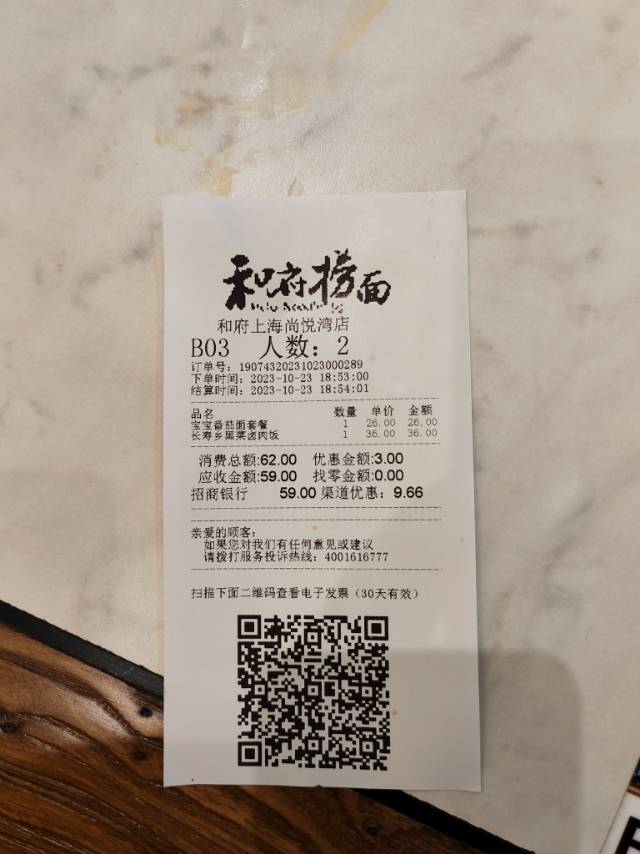 和府捞面
和府上海尚悦湾店
B03 人数：2
订单号：19074320231023000289
下单时间：2023-10-23 18:53:00
结算时间：2023-10-23 18:54:01
品名 数量 单价 金额
宝宝番茄面套餐 1 26.00 26.00
长寿乡黑菜卤肉饭 1 36.00 36.00
消费总额:62.00 优惠金额:3.00
应收金额:59.00 找零金额:0.00
招商银行 59.00 渠道优惠：9.66
亲爱的顾客：
如果您对我们有任何意见或建议
请拨打服务投诉热线：4001616777
扫描下面二维码查看电子发票（30天有效）